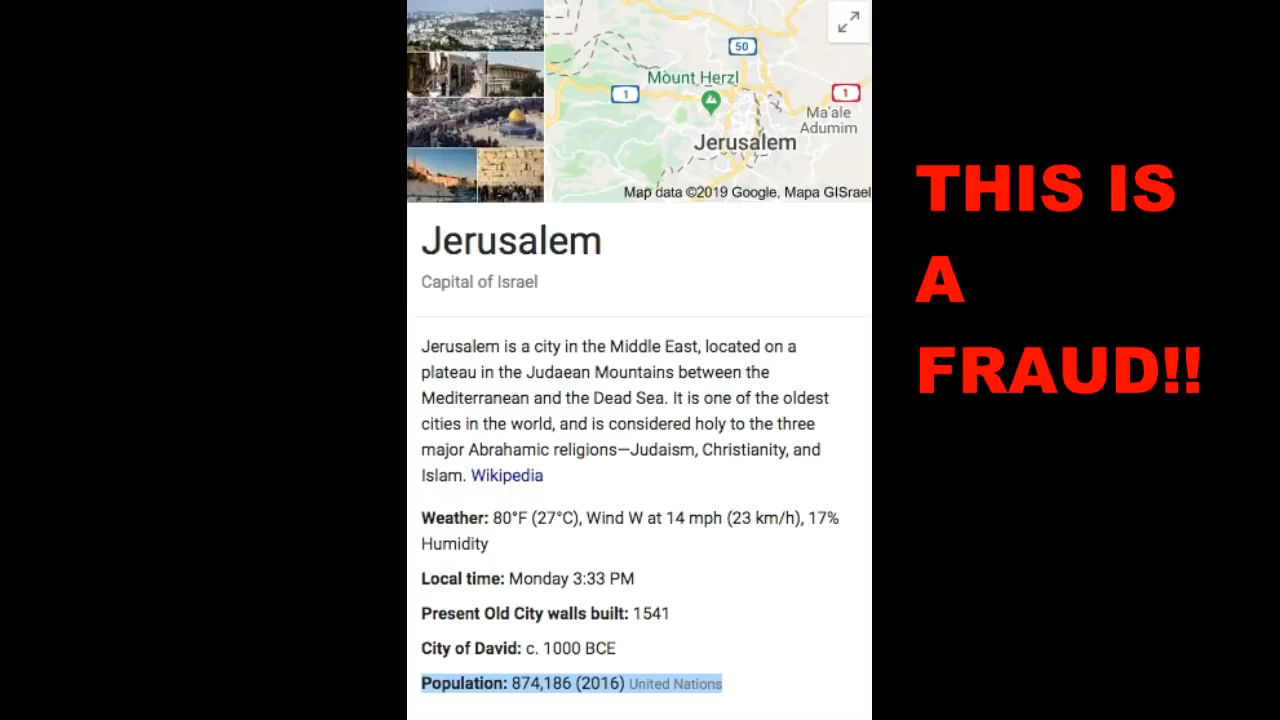 50
Mount Herzl
1
1
Ma'ale
Adumim
Jerusalem
Map data ©2019 Google, Mapa GISrael
Jerusalem
Capital of Israel
Jerusalem is a city in the Middle East, located on a
plateau in the Judaean Mountains between the
Mediterranean and the Dead Sea. It is one of the oldest
cities in the world, and is considered holy to the three
major Abrahamic religions—Judaism, Christianity, and
Islam. Wikipedia
Weather: 80°F (27°C), Wind W at 14 mph (23 km/h), 17%
Humidity
Local time: Monday 3:33 PM
Present Old City walls built: 1541
City of David: c. 1000 BCE
Population: 874,186 (2016) United Nations
THIS IS
A
FRAUD!!